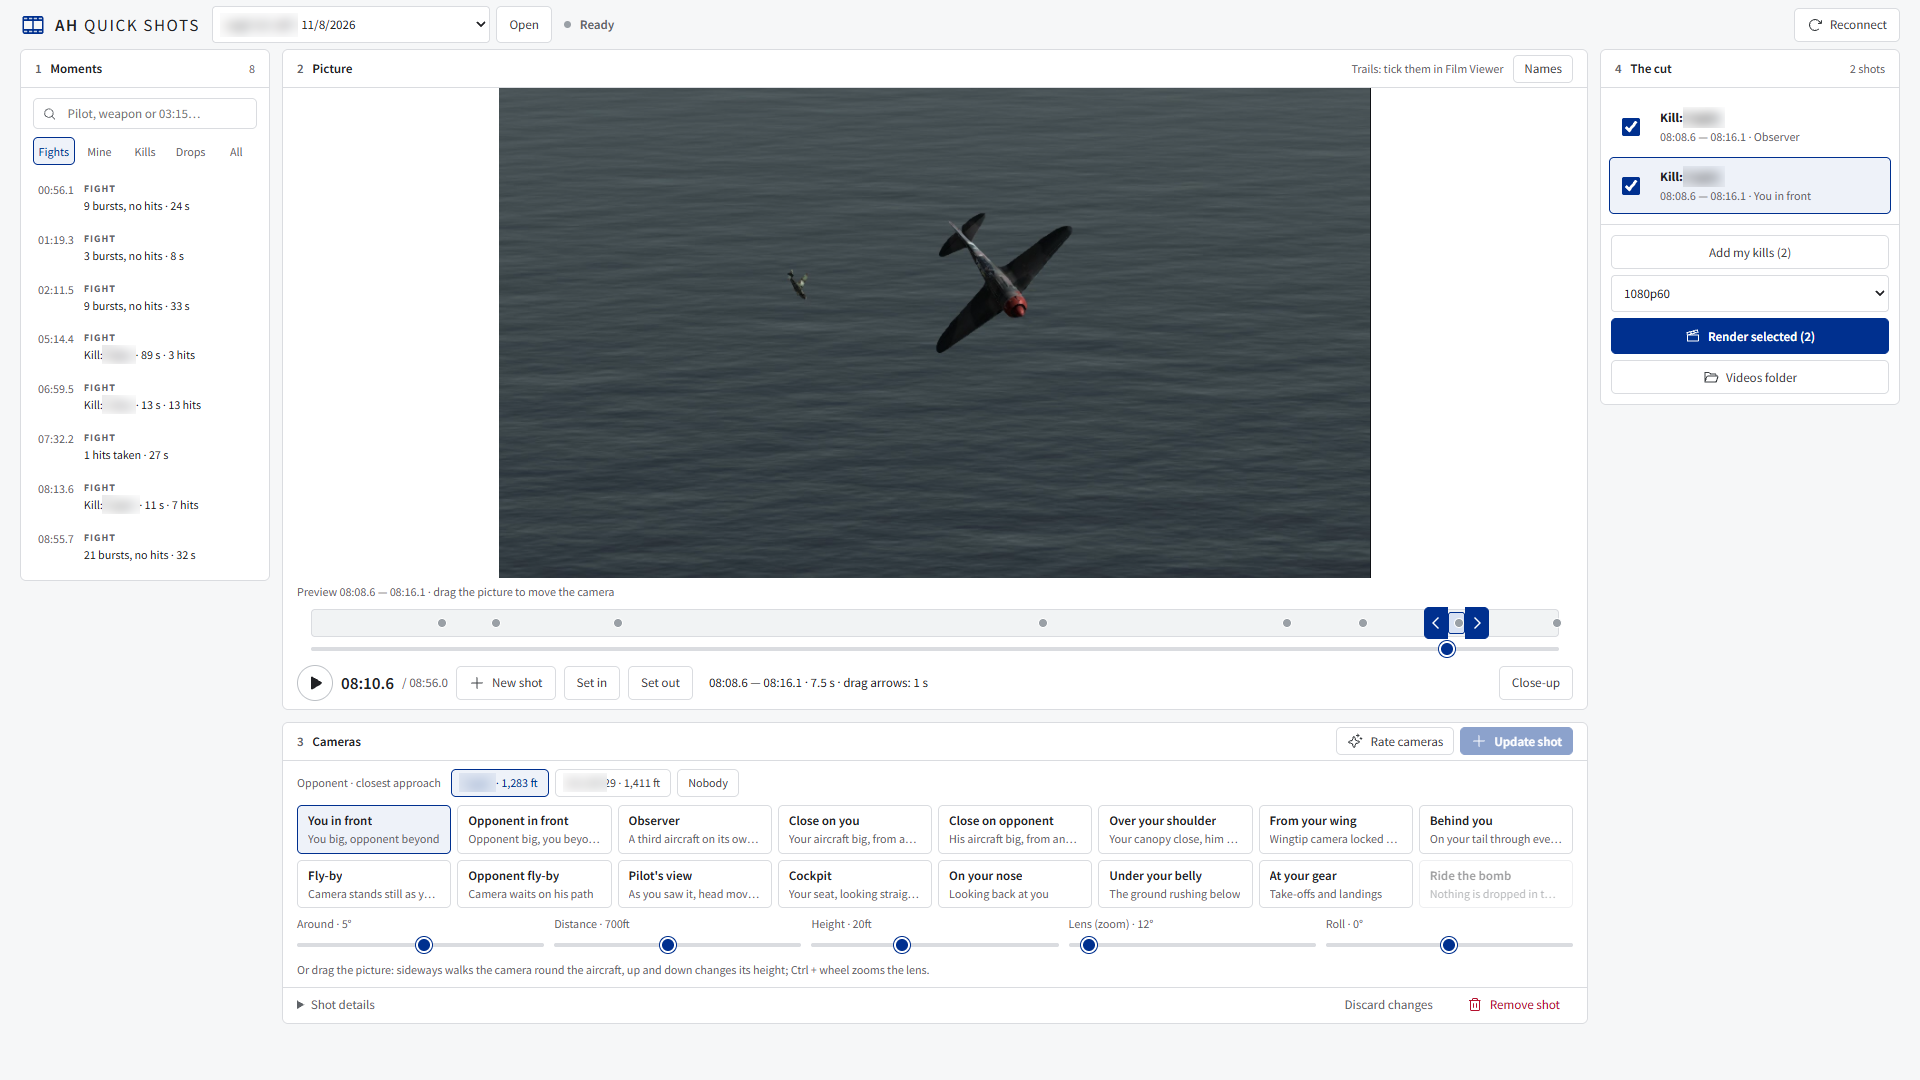 AH QUICK SHOTS
11/8/2026
Open
Ready
Reconnect
1 Moments 8
Pilot, weapon or 03:15…
Fights Mine Kills Drops All
00:56.1 FIGHT
9 bursts, no hits · 24 s
01:19.3 FIGHT
3 bursts, no hits · 8 s
02:11.5 FIGHT
9 bursts, no hits · 33 s
05:14.4 FIGHT
Kill: · 89 s · 3 hits
06:59.5 FIGHT
Kill: · 13 s · 13 hits
07:32.2 FIGHT
1 hits taken · 27 s
08:13.6 FIGHT
Kill: · 11 s · 7 hits
08:55.7 FIGHT
21 bursts, no hits · 32 s
2 Picture
Trails: tick them in Film Viewer
Names
Preview 08:08.6 — 08:16.1 · drag the picture to move the camera
08:10.6 / 08:56.0
New shot
Set in
Set out
08:08.6 — 08:16.1 · 7.5 s · drag arrows: 1 s
Close-up
3 Cameras
Rate cameras
Update shot
Opponent · closest approach
· 1,283 ft
29 · 1,411 ft
Nobody
You in front
You big, opponent beyond
Opponent in front
Opponent big, you beyo…
Observer
A third aircraft on its ow…
Close on you
Your aircraft big, from a…
Close on opponent
His aircraft big, from an…
Over your shoulder
Your canopy close, him …
From your wing
Wingtip camera locked …
Behind you
On your tail through eve…
Fly-by
Camera stands still as y…
Opponent fly-by
Camera waits on his path
Pilot's view
As you saw it, head mov…
Cockpit
Your seat, looking straig…
On your nose
Looking back at you
Under your belly
The ground rushing below
At your gear
Take-offs and landings
Ride the bomb
Nothing is dropped in t…
Around · 5°
Distance · 700ft
Height · 20ft
Lens (zoom) · 12°
Roll · 0°
Or drag the picture: sideways walks the camera round the aircraft, up and down changes its height; Ctrl + wheel zooms the lens.
Shot details
Discard changes
Remove shot
4 The cut
2 shots
Kill:
08:08.6 — 08:16.1 · Observer
Kill:
08:08.6 — 08:16.1 · You in front
Add my kills (2)
1080p60
Render selected (2)
Videos folder